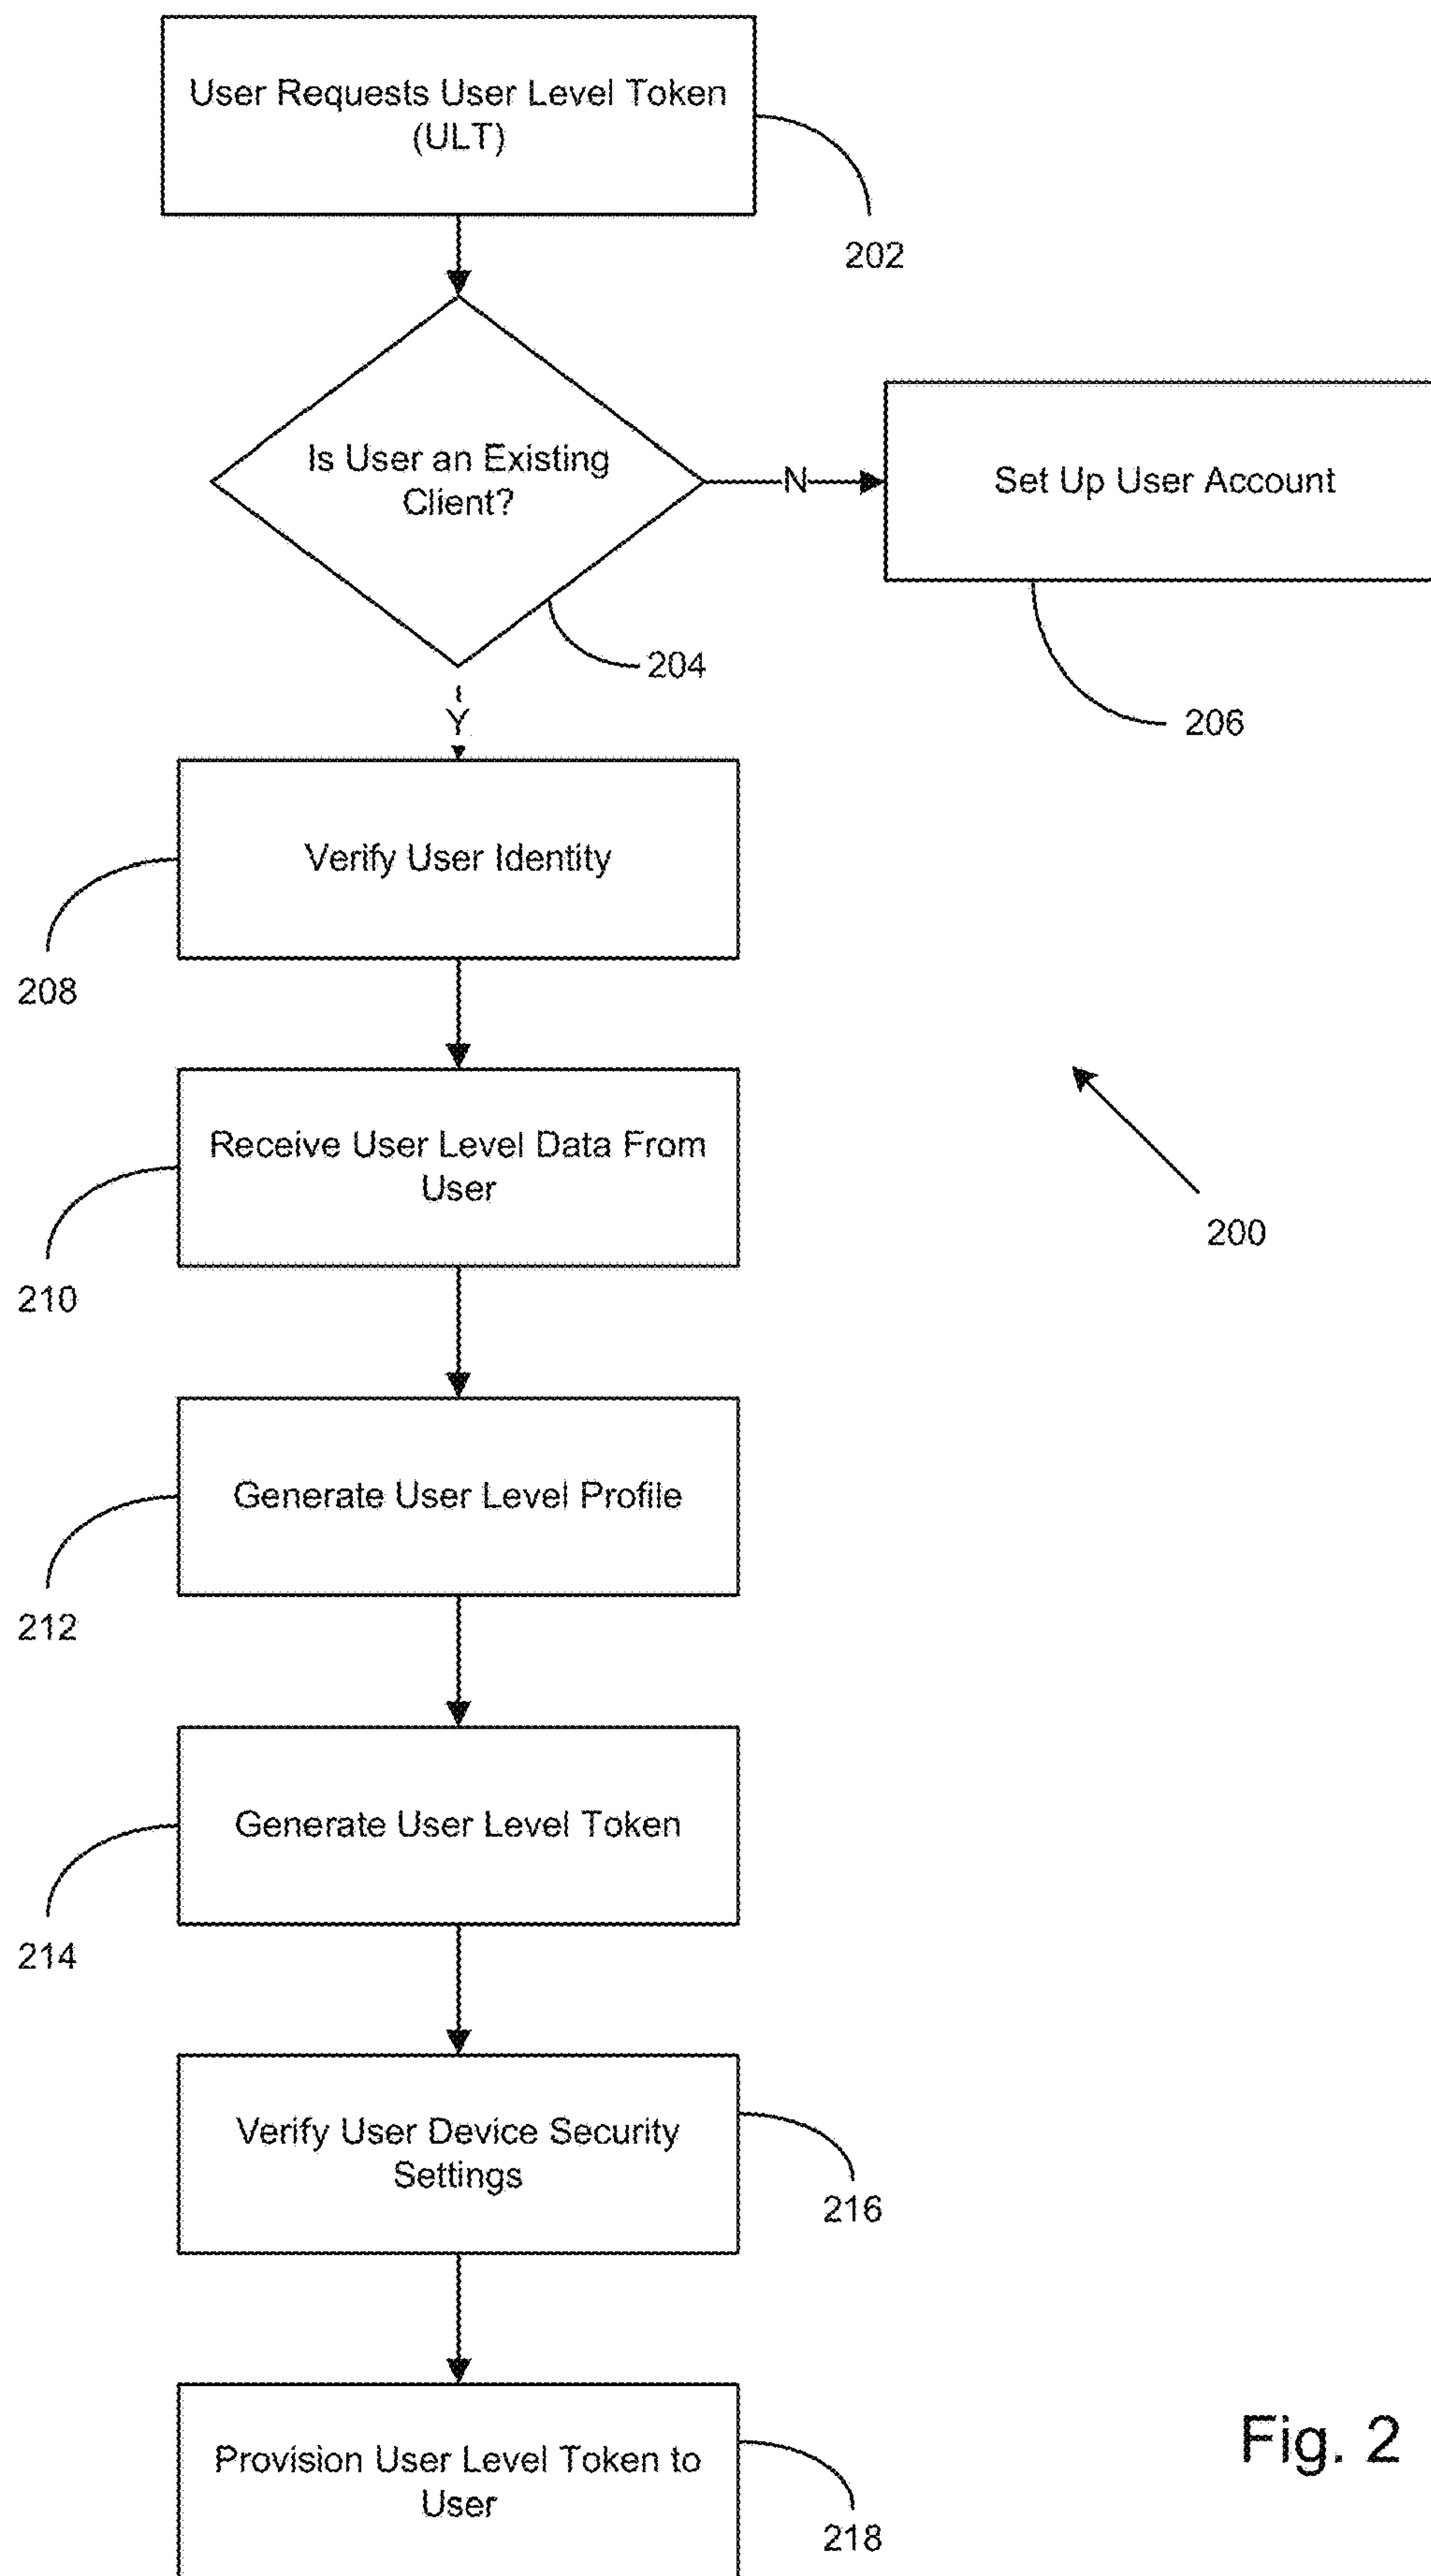 User Requests User Level Token
(ULT)
202
Is User an Existing
Client?
N
Set Up User Account
204
206
Y
Verify User Identity
208
Receive User Level Data From
User
210
200
Generate User Level Profile
212
Generate User Level Token
214
Verify User Device Security
Settings
216
Provision User Level Token to
User
218
Fig. 2